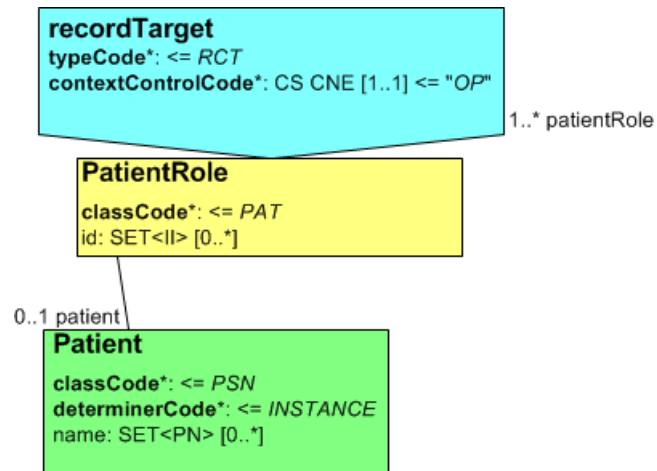 recordTarget
typeCode*: <= RCT
contextControlCode*: CS CNE [1..1] <= "OP"
1..* patientRole
PatientRole
classCode*: <= PAT
id: SET<II> [0..*]
0..1 patient
Patient
classCode*: <= PSN
determinerCode*: <= INSTANCE
name: SET<PN> [0..*]